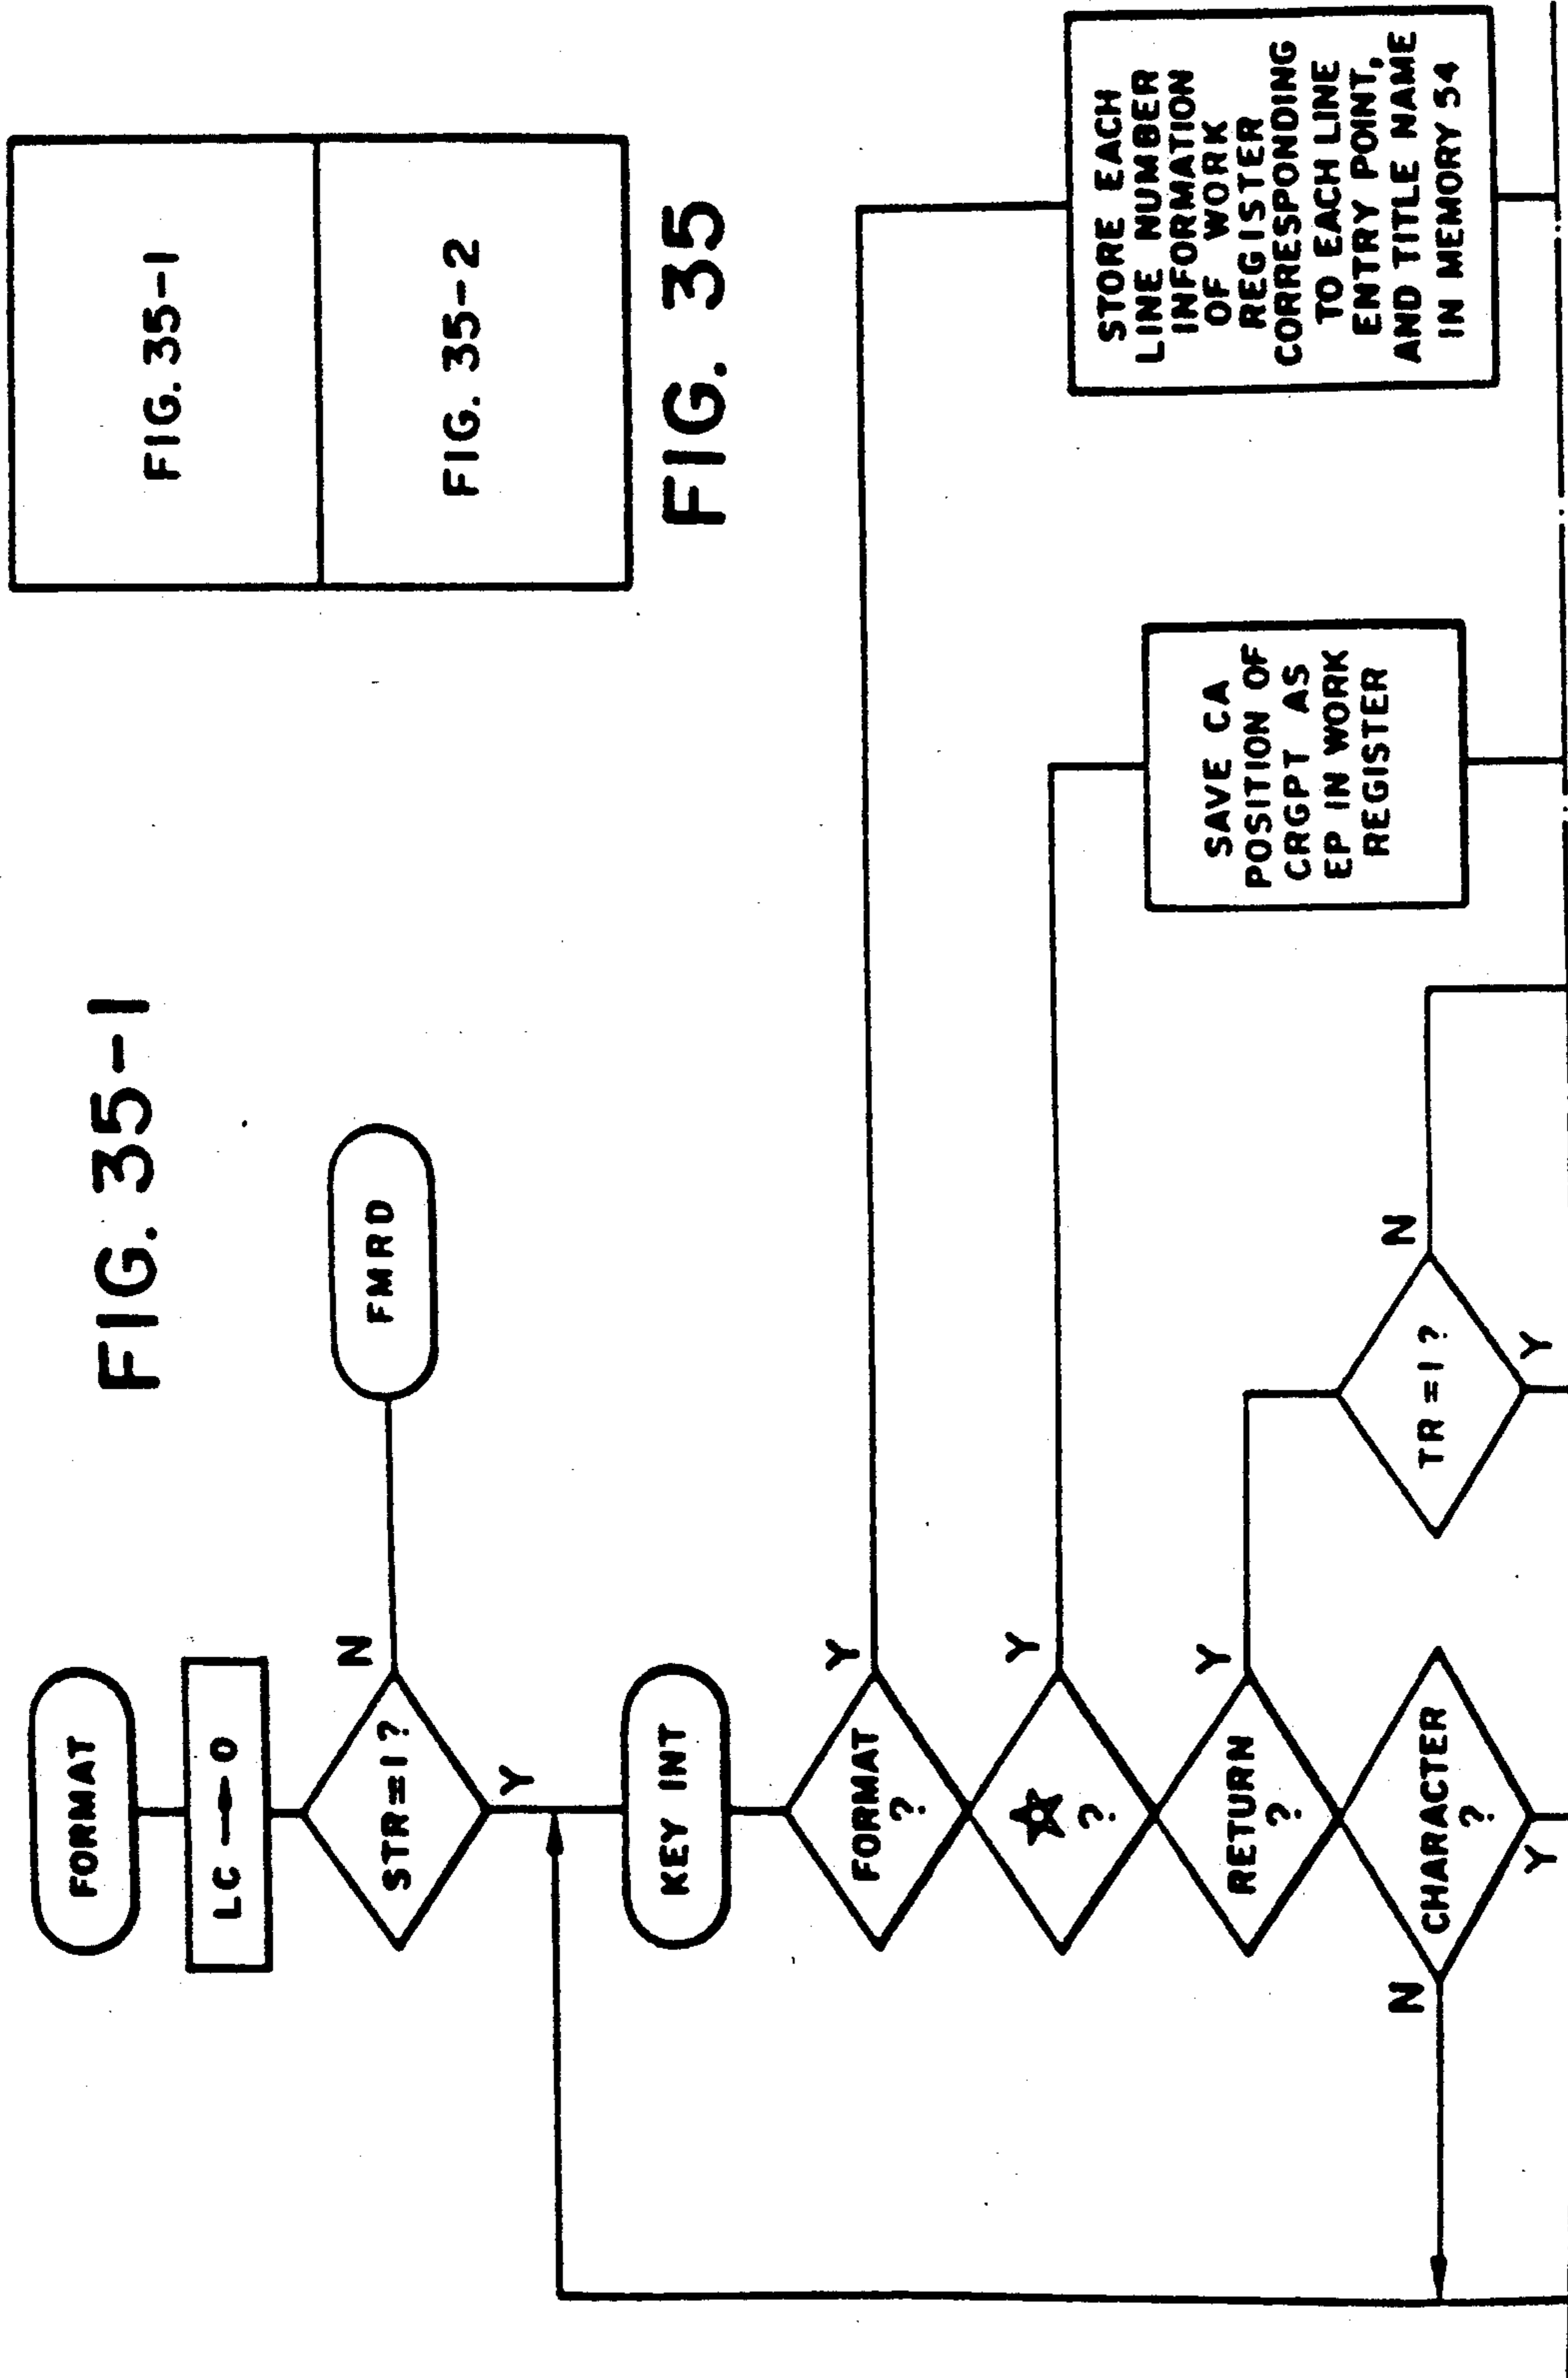 FIG. 35-1
FIG. 35-1
FIG. 35-2
FIG. 35
FORMAT
LC → 0
STR=1?
N
FMRD
Y
KEY INT
FORMAT
?
Y
☆
?
Y
RETURN
?
Y
CHARACTER
?
N
Y
TR=1?
N
Y
SAVE CA
POSITION OF
CRGPT AS
EP IN WORK
REGISTER
STORE EACH
LINE NUMBER
INFORMATION
OF WORK
REGISTER
CORRESPONDING
TO EACH LINE
ENTRY POINT,
AND TITLE NAME
IN MEMORY 54